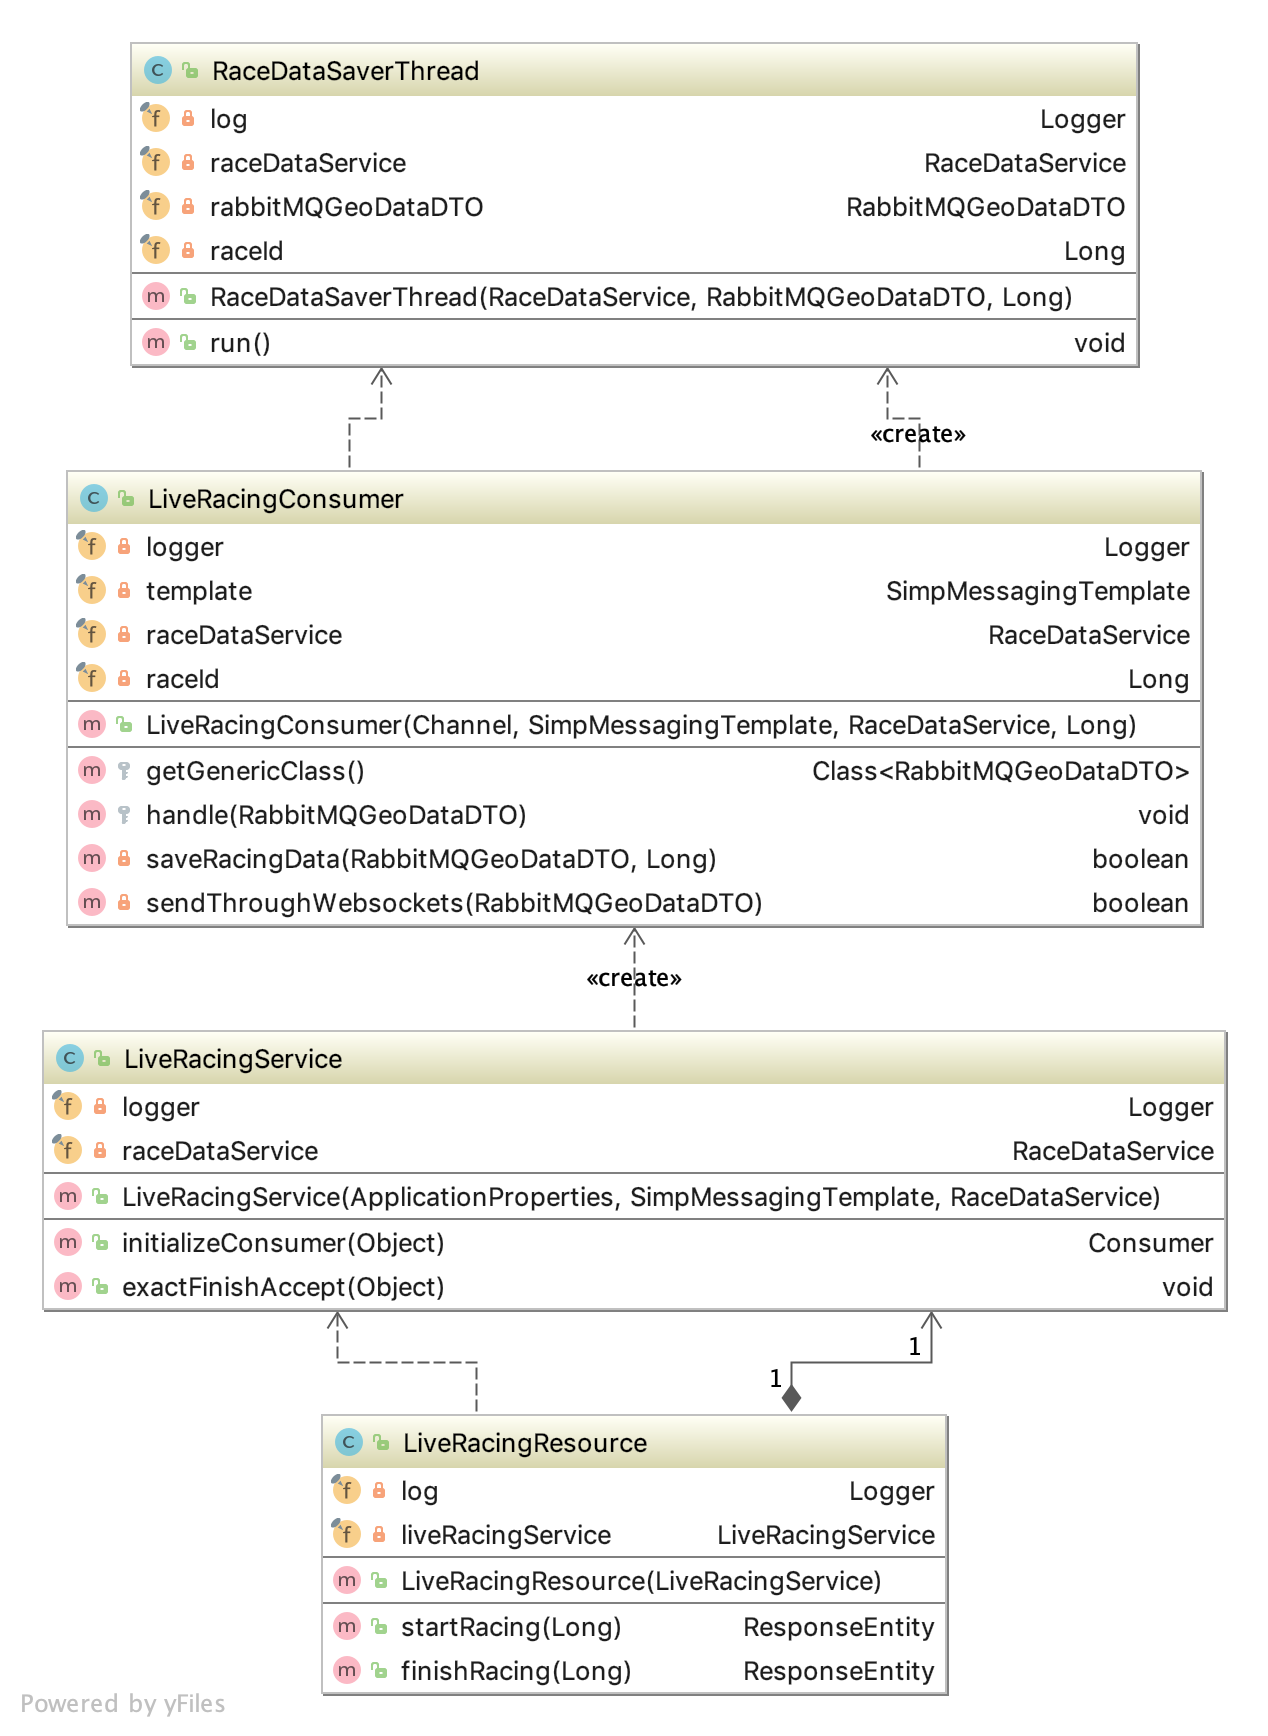 C RaceDataSaverThread
f log Logger
f raceDataService RaceDataService
f rabbitMQGeoDataDTO RabbitMQGeoDataDTO
f raceId Long
m RaceDataSaverThread(RaceDataService, RabbitMQGeoDataDTO, Long)
m run() void
«create»
C LiveRacingConsumer
f logger Logger
f template SimpMessagingTemplate
f raceDataService RaceDataService
f raceId Long
m LiveRacingConsumer(Channel, SimpMessagingTemplate, RaceDataService, Long)
m getGenericClass() Class<RabbitMQGeoDataDTO>
m handle(RabbitMQGeoDataDTO) void
m saveRacingData(RabbitMQGeoDataDTO, Long) boolean
m sendThroughWebsockets(RabbitMQGeoDataDTO) boolean
«create»
C LiveRacingService
f logger Logger
f raceDataService RaceDataService
m LiveRacingService(ApplicationProperties, SimpMessagingTemplate, RaceDataService)
m initializeConsumer(Object) Consumer
m exactFinishAccept(Object) void
1
1
C LiveRacingResource
f log Logger
f liveRacingService LiveRacingService
m LiveRacingResource(LiveRacingService)
m startRacing(Long) ResponseEntity
m finishRacing(Long) ResponseEntity
Powered by yFiles